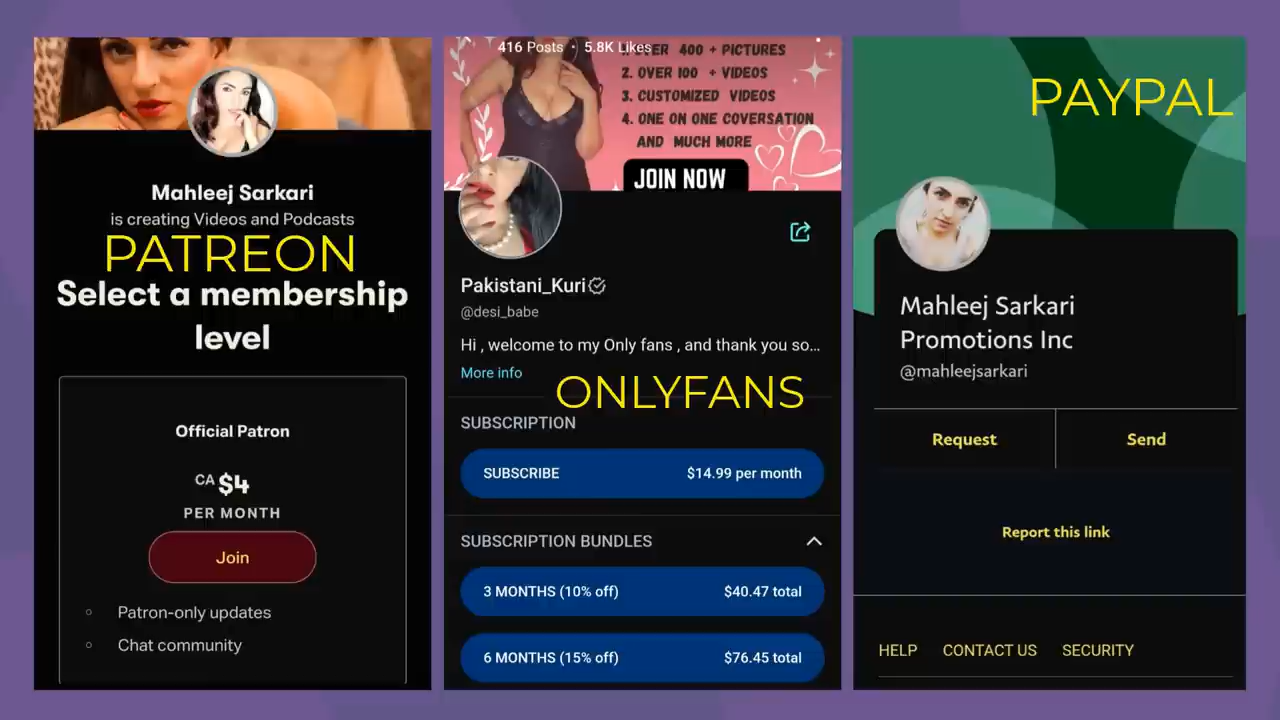 Mahleej Sarkari
is creating Videos and Podcasts
PATREON
Select a membership
level
Official Patron
CA $4
PER MONTH
Join
Patron-only updates
Chat community
416 Posts · 5.8K Likes
1. OVER 400 + PICTURES
2. OVER 100 + VIDEOS
3. CUSTOMIZED VIDEOS
4. ONE ON ONE COVERSATION
AND MUCH MORE
JOIN NOW
Pakistani_Kuri
@desi_babe
Hi , welcome to my Only fans , and thank you so...
More info
ONLYFANS
SUBSCRIPTION
SUBSCRIBE $14.99 per month
SUBSCRIPTION BUNDLES
3 MONTHS (10% off) $40.47 total
6 MONTHS (15% off) $76.45 total
PAYPAL
Mahleej Sarkari
Promotions Inc
@mahleejsarkari
Request Send
Report this link
HELP CONTACT US SECURITY